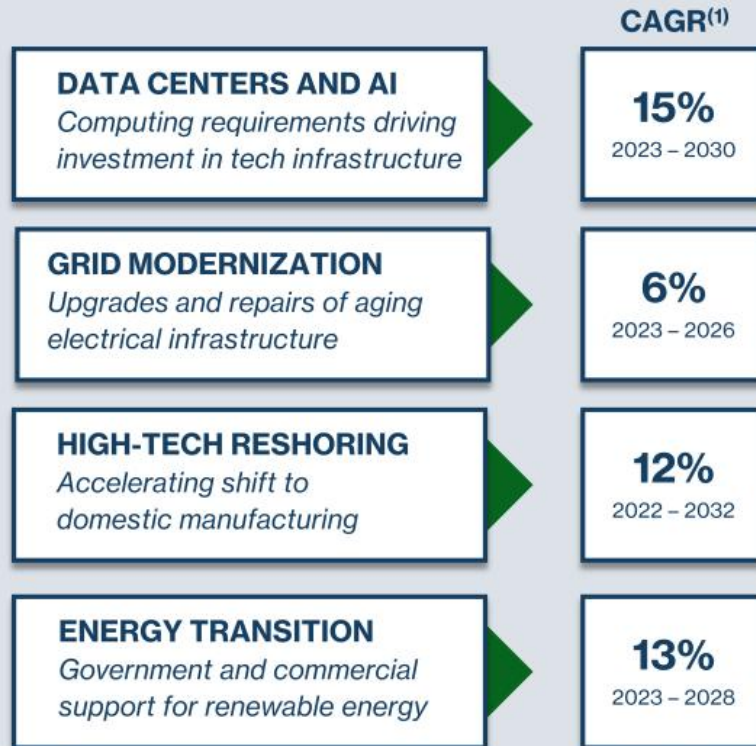 CAGR(1)
DATA CENTERS AND AI
Computing requirements driving
investment in tech infrastructure
15%
2023 – 2030
GRID MODERNIZATION
Upgrades and repairs of aging
electrical infrastructure
6%
2023 – 2026
HIGH-TECH RESHORING
Accelerating shift to
domestic manufacturing
12%
2022 – 2032
ENERGY TRANSITION
Government and commercial
support for renewable energy
13%
2023 – 2028